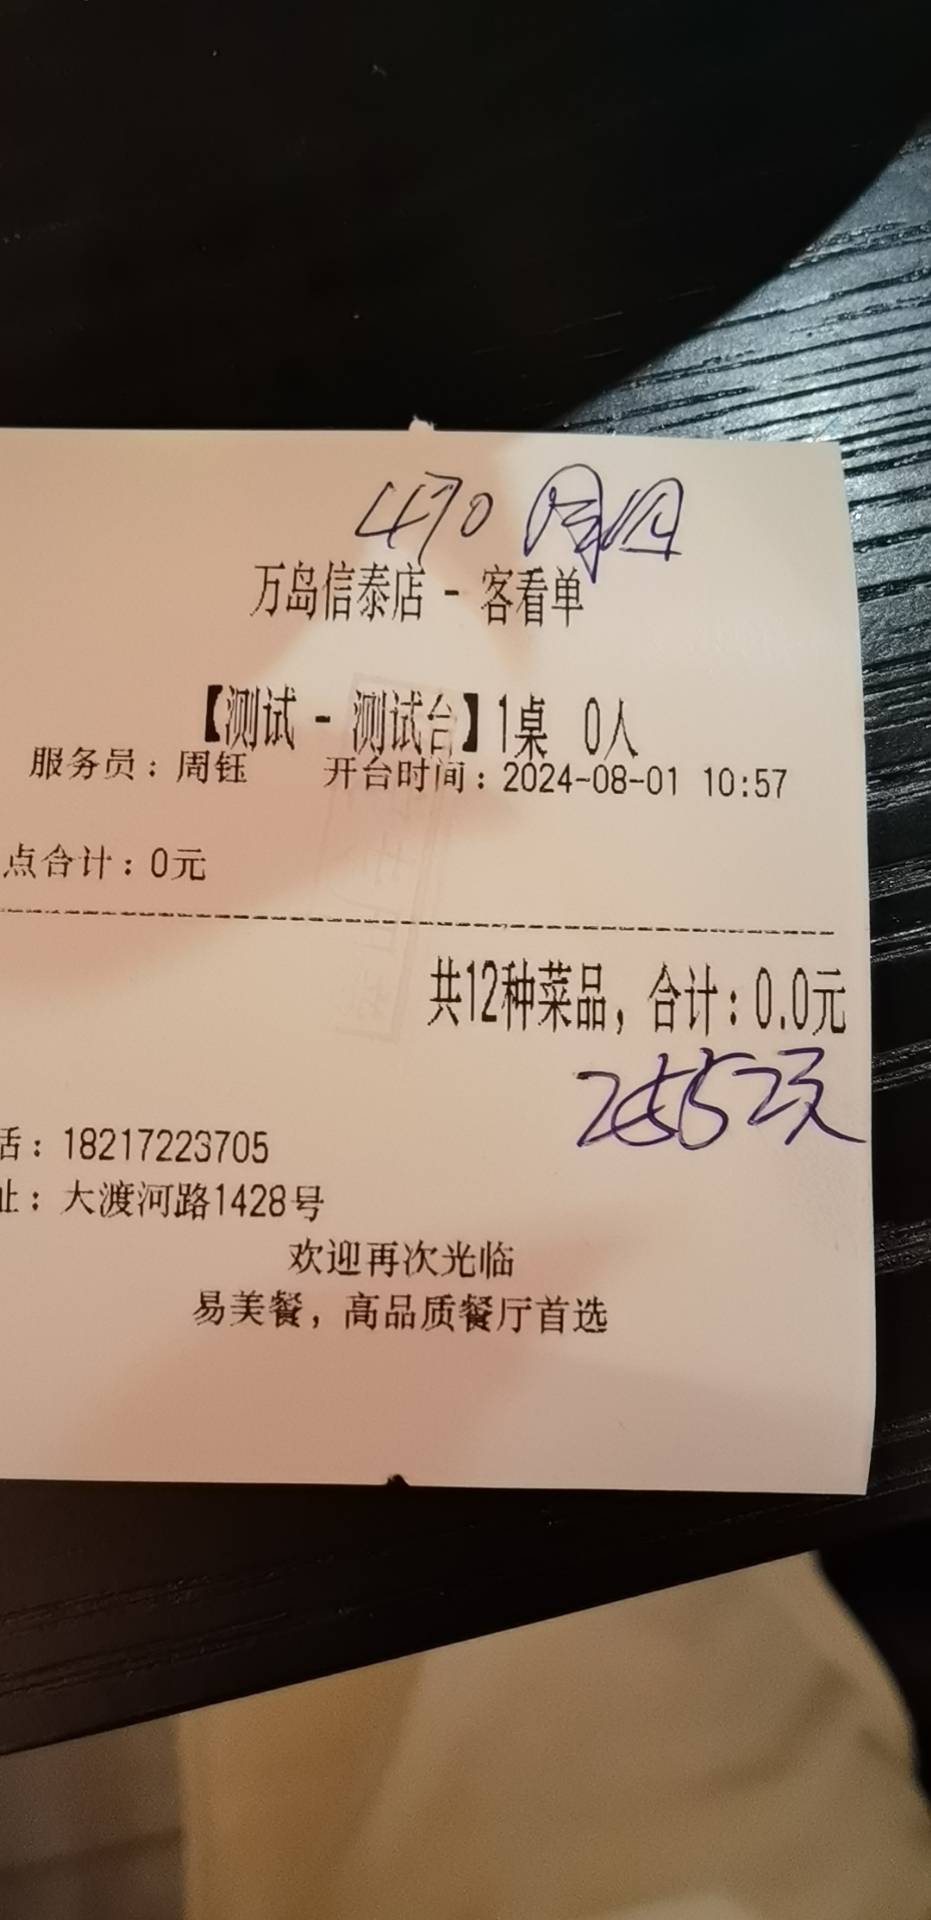 470
万岛信泰店 - 客看单
【测试 - 测试台】1桌 0人
服务员：周钰 开台时间：2024-08-01 10:57
点合计：0元
共12种菜品，合计：0.0元
话：18217223705
址：大渡河路1428号
欢迎再次光临
易美餐，高品质餐厅首选